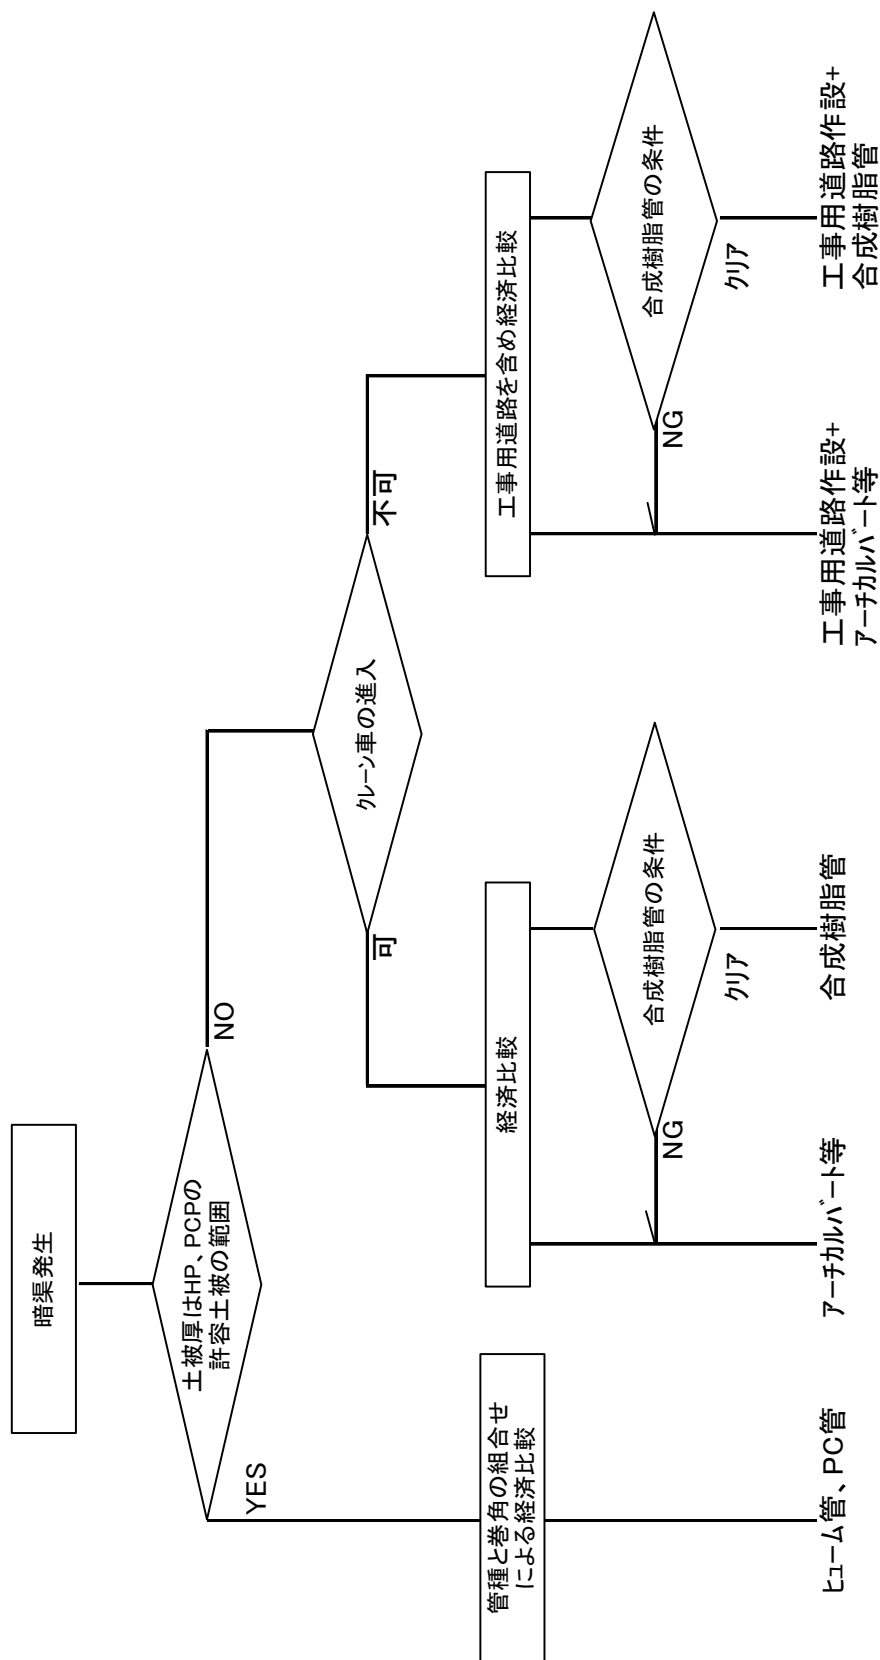 暗渠発生
土被厚はHP、PCPの
許容土被の範囲
YES
NO
管種と巻角の組合せ
による経済比較
ヒューム管、PC管
クレーン車の進入
可
不可
経済比較
合成樹脂管の条件
NG
クリア
アーチカルバート等
合成樹脂管
工事用道路を含め経済比較
合成樹脂管の条件
NG
クリア
工事用道路作設+
アーチカルバート等
工事用道路作設+
合成樹脂管